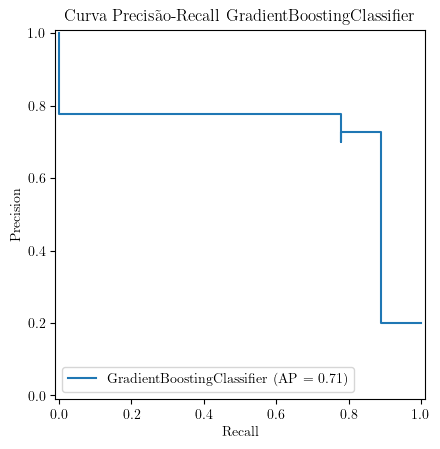 Curva Precisão-Recall GradientBoostingClassifier
1.0
0.8
0.6
0.4
0.2
0.0
Precision
GradientBoostingClassifier (AP = 0.71)
0.0 0.2 0.4 0.6 0.8 1.0
Recall